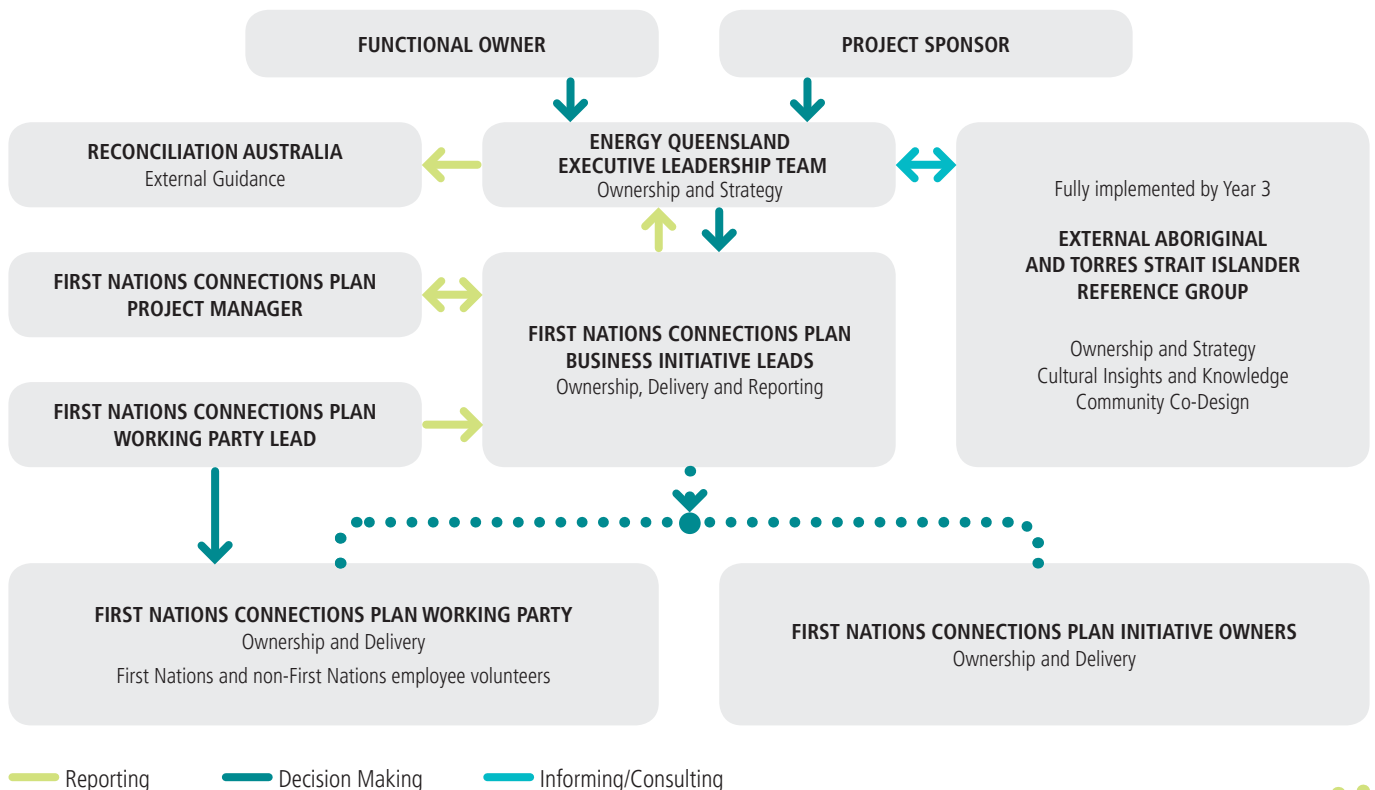 FUNCTIONAL OWNER
PROJECT SPONSOR
RECONCILIATION AUSTRALIA
External Guidance
ENERGY QUEENSLAND
EXECUTIVE LEADERSHIP TEAM
Ownership and Strategy
Fully implemented by Year 3
EXTERNAL ABORIGINAL
AND TORRES STRAIT ISLANDER
REFERENCE GROUP
Ownership and Strategy
Cultural Insights and Knowledge
Community Co-Design
FIRST NATIONS CONNECTIONS PLAN
PROJECT MANAGER
FIRST NATIONS CONNECTIONS PLAN
BUSINESS INITIATIVE LEADS
Ownership, Delivery and Reporting
FIRST NATIONS CONNECTIONS PLAN
WORKING PARTY LEAD
FIRST NATIONS CONNECTIONS PLAN WORKING PARTY
Ownership and Delivery
First Nations and non-First Nations employee volunteers
FIRST NATIONS CONNECTIONS PLAN INITIATIVE OWNERS
Ownership and Delivery
Reporting
Decision Making
Informing/Consulting